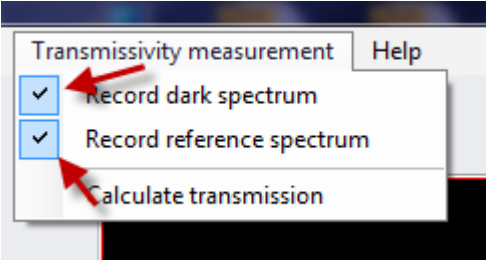 Transmissivity measurement Help
Record dark spectrum
Record reference spectrum
Calculate transmission